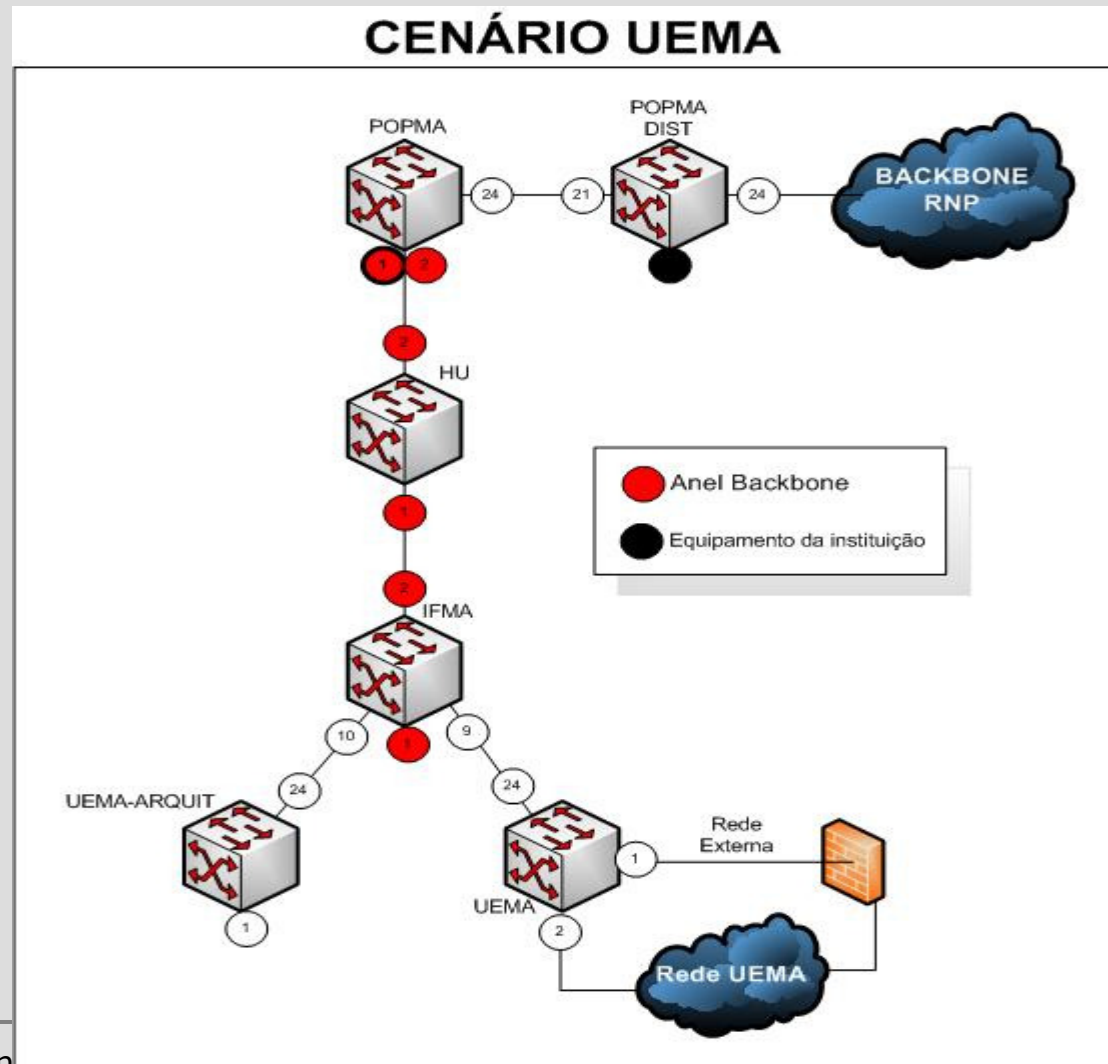 CENÁRIO UEMA
POPMA
POPMA
DIST
24
21
24
BACKBONE
RNP
1
2
2
HU
1
Anel Backbone
Equipamento da instituição
2
IFMA
10
1
9
24
24
UEMA-ARQUIT
Rede
Externa
1
UEMA
1
2
Rede UEMA